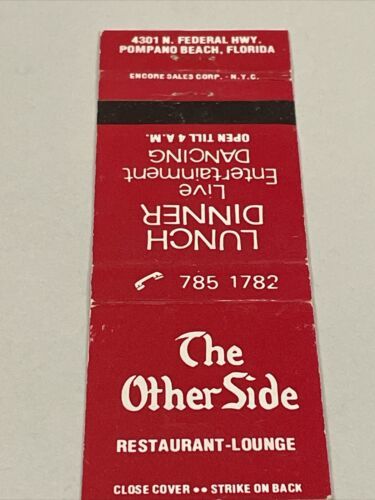 4301 N. FEDERAL HWY.
POMPANO BEACH, FLORIDA
ENCORE SALES CORP. - N.Y.C.
LUNCH
DINNER
Live
Entertainment
DANCING
OPEN TILL 4 A.M.
785 1782
The
Other Side
RESTAURANT-LOUNGE
CLOSE COVER •• STRIKE ON BACK